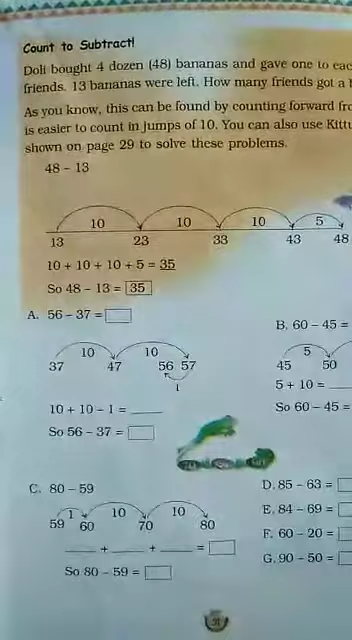 Count to Subtract!
Doli bought 4 dozen (48) bananas and gave one to
friends. 13 bananas were left. How many friends got a
As you know, this can be found by counting forward
is easier to count in jumps of 10. You can also use
shown on page 29 to solve these problems.
48 – 13
10 10 10 5
13 23 33 43 48
10 + 10 + 10 + 5 = 35
So 48 – 13 = 35
A. 56 – 37 =
10 10
37 47 56 57
1
10 + 10 – 1 = ____
So 56 – 37 =
B. 60 – 45 =
5
45 50
5 + 10 = __
So 60 – 45 =
C. 80 – 59
1 10 10
59 60 70 80
____ + ____ + ____ =
So 80 – 59 =
D. 85 – 63 =
E. 84 – 69 =
F. 60 – 20 =
G. 90 – 50 =